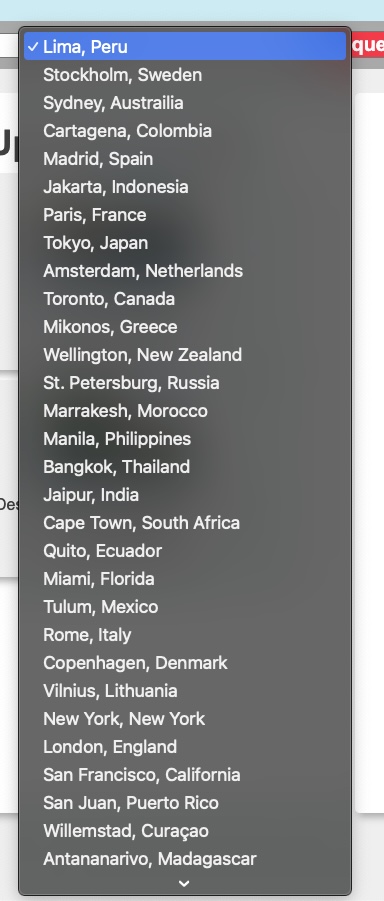 ✓ Lima, Peru
que
Stockholm, Sweden
Sydney, Austrailia
Cartagena, Colombia
Up
Madrid, Spain
Jakarta, Indonesia
Paris, France
Tokyo, Japan
Amsterdam, Netherlands
Toronto, Canada
Mikonos, Greece
Wellington, New Zealand
St. Petersburg, Russia
Marrakesh, Morocco
Manila, Philippines
Bangkok, Thailand
Jaipur, India
Des
Cape Town, South Africa
Quito, Ecuador
Miami, Florida
Tulum, Mexico
Rome, Italy
Copenhagen, Denmark
Vilnius, Lithuania
New York, New York
London, England
San Francisco, California
San Juan, Puerto Rico
Willemstad, Curaçao
Antananarivo, Madagascar